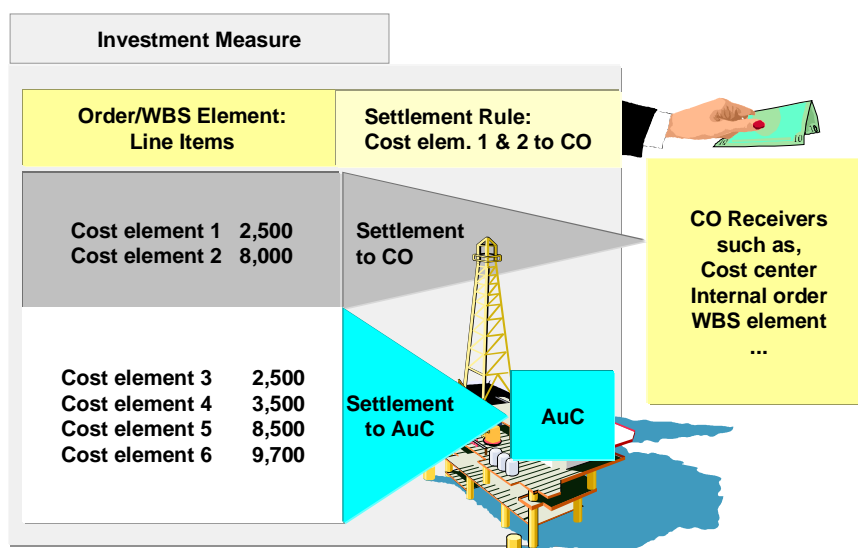 Investment Measure
Order/WBS Element:
Line Items
Settlement Rule:
Cost elem. 1 & 2 to CO
Cost element 1 2,500
Cost element 2 8,000
Settlement
to CO
CO Receivers
such as,
Cost center
Internal order
WBS element
...
Cost element 3 2,500
Cost element 4 3,500
Cost element 5 8,500
Cost element 6 9,700
Settlement
to AuC
AuC